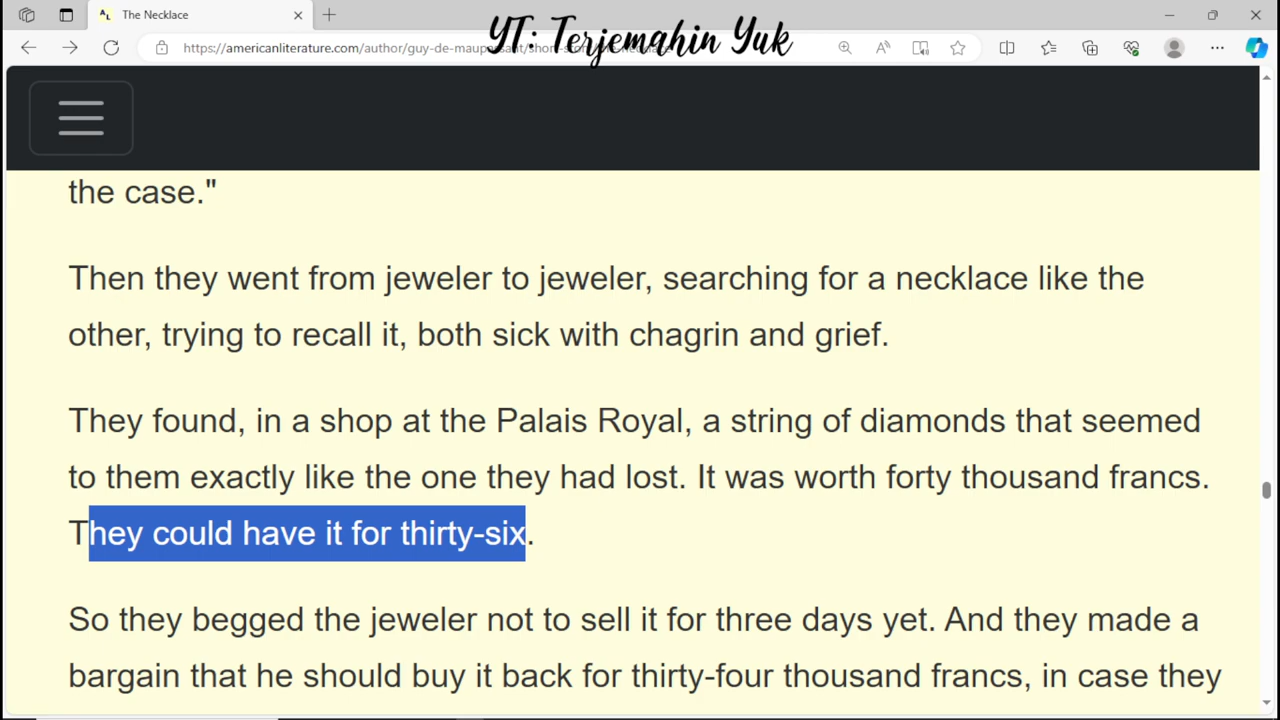 The Necklace
YT: Terjemahin Yuk
the case."
Then they went from jeweler to jeweler, searching for a necklace like the
other, trying to recall it, both sick with chagrin and grief.
They found, in a shop at the Palais Royal, a string of diamonds that seemed
to them exactly like the one they had lost. It was worth forty thousand francs.
They could have it for thirty-six.
So they begged the jeweler not to sell it for three days yet. And they made a
bargain that he should buy it back for thirty-four thousand francs, in case they